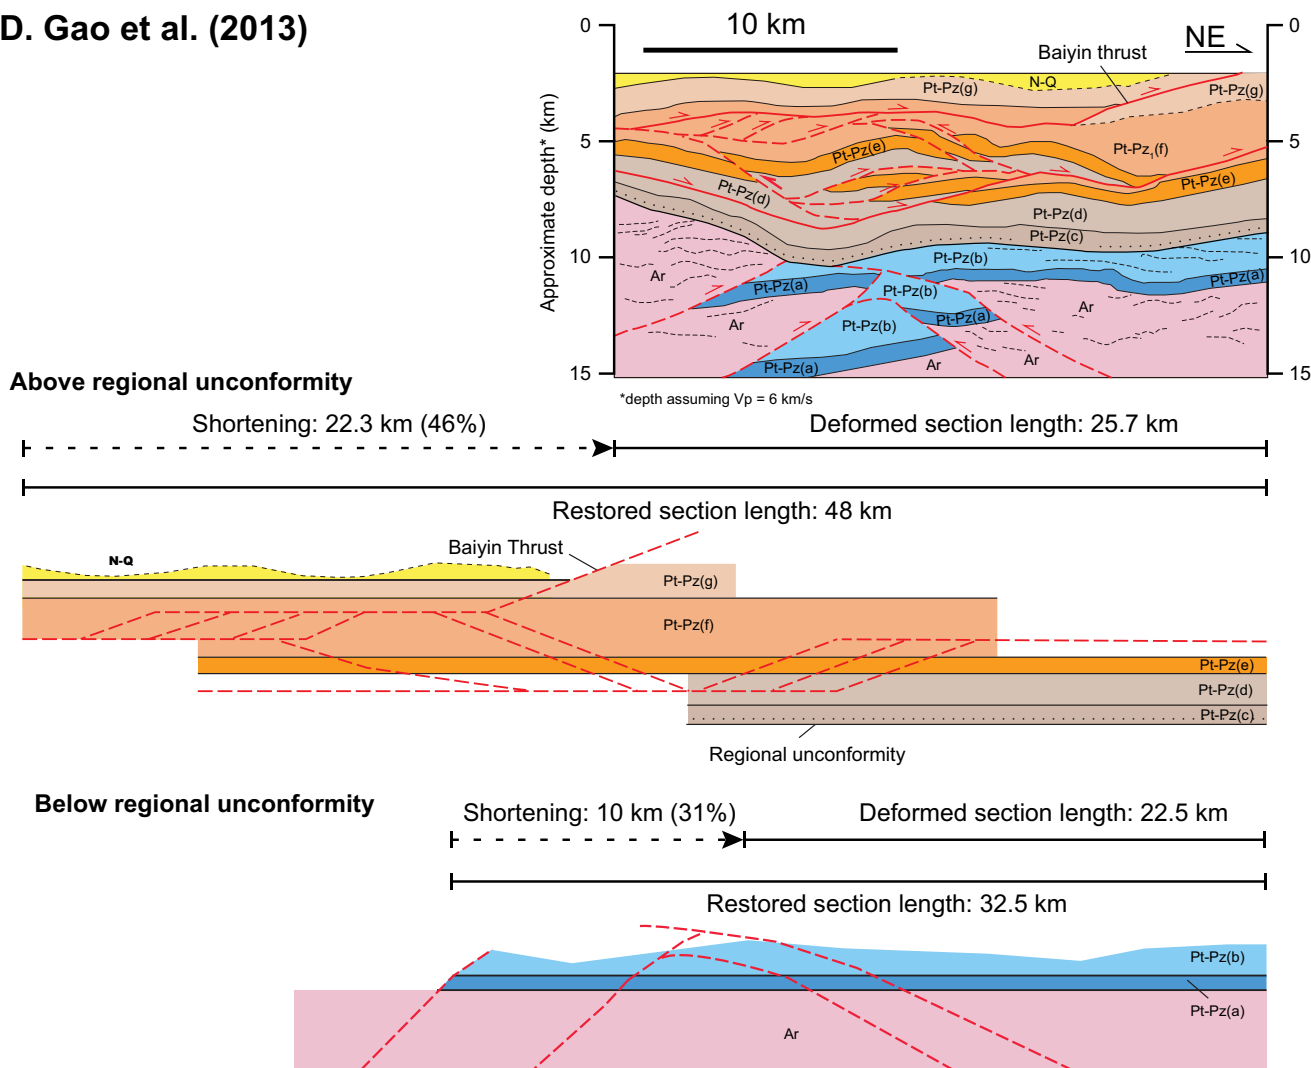 D. Gao et al. (2013)
10 km
NE
Baiyin thrust
0
5
10
15
0
5
10
15
Approximate depth* (km)
N-Q
Pt-Pz(g)
Pt-Pz(g)
Pt-Pz₁(f)
Pt-Pz(e)
Pt-Pz(e)
Pt-Pz(d)
Pt-Pz(d)
Pt-Pz(c)
Pt-Pz(b)
Ar
Pt-Pz(a)
Pt-Pz(b)
Pt-Pz(a)
Ar
Pt-Pz(b)
Pt-Pz(a)
Ar
Pt-Pz(a)
Ar
Ar
*depth assuming Vp = 6 km/s
Above regional unconformity
Shortening: 22.3 km (46%)
Deformed section length: 25.7 km
Restored section length: 48 km
Baiyin Thrust
N-Q
Pt-Pz(g)
Pt-Pz(f)
Pt-Pz(e)
Pt-Pz(d)
Pt-Pz(c)
Regional unconformity
Below regional unconformity
Shortening: 10 km (31%)
Deformed section length: 22.5 km
Restored section length: 32.5 km
Pt-Pz(b)
Pt-Pz(a)
Ar